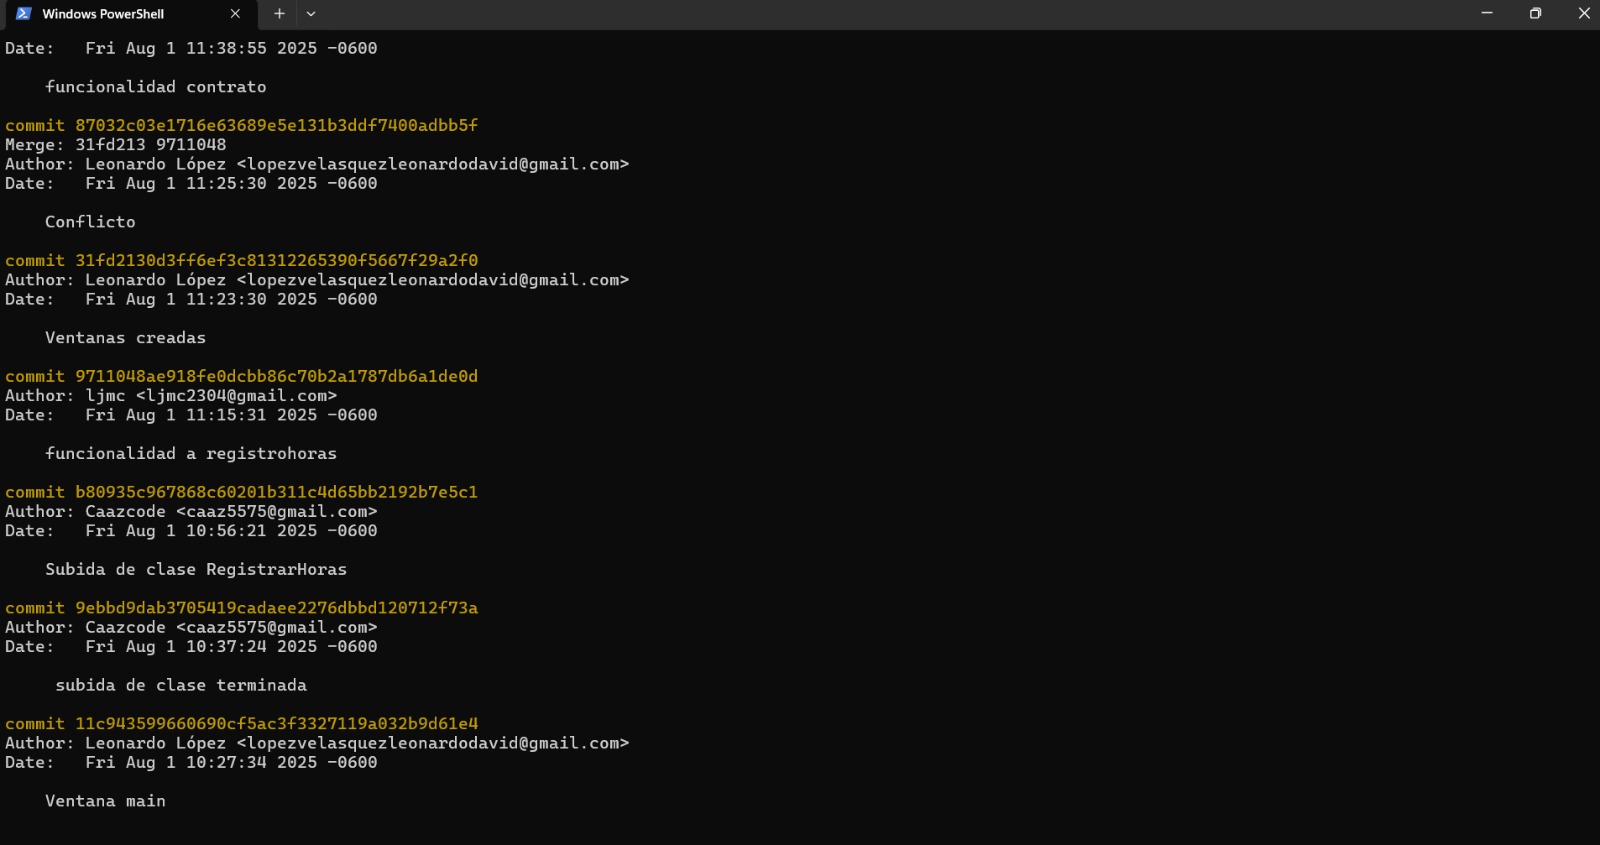 Windows PowerShell
Date:   Fri Aug 1 11:38:55 2025 -0600
funcionalidad contrato
commit 87032c03e1716e63689e5e131b3ddf7400adbb5f
Merge: 31fd213 9711048
Author: Leonardo López <lopezvelasquezleonardodavid@gmail.com>
Date:   Fri Aug 1 11:25:30 2025 -0600
Conflicto
commit 31fd2130d3ff6ef3c81312265390f5667f29a2f0
Author: Leonardo López <lopezvelasquezleonardodavid@gmail.com>
Date:   Fri Aug 1 11:23:30 2025 -0600
Ventanas creadas
commit 9711048ae918fe0dcbb86c70b2a1787db6a1de0d
Author: ljmc <ljmc2304@gmail.com>
Date:   Fri Aug 1 11:15:31 2025 -0600
funcionalidad a registrohoras
commit b80935c967868c60201b311c4d65bb2192b7e5c1
Author: Caazcode <caaz5575@gmail.com>
Date:   Fri Aug 1 10:56:21 2025 -0600
Subida de clase RegistrarHoras
commit 9ebbd9dab3705419cadaee2276dbbd120712f73a
Author: Caazcode <caaz5575@gmail.com>
Date:   Fri Aug 1 10:37:24 2025 -0600
subida de clase terminada
commit 11c943599660690cf5ac3f3327119a032b9d61e4
Author: Leonardo López <lopezvelasquezleonardodavid@gmail.com>
Date:   Fri Aug 1 10:27:34 2025 -0600
Ventana main